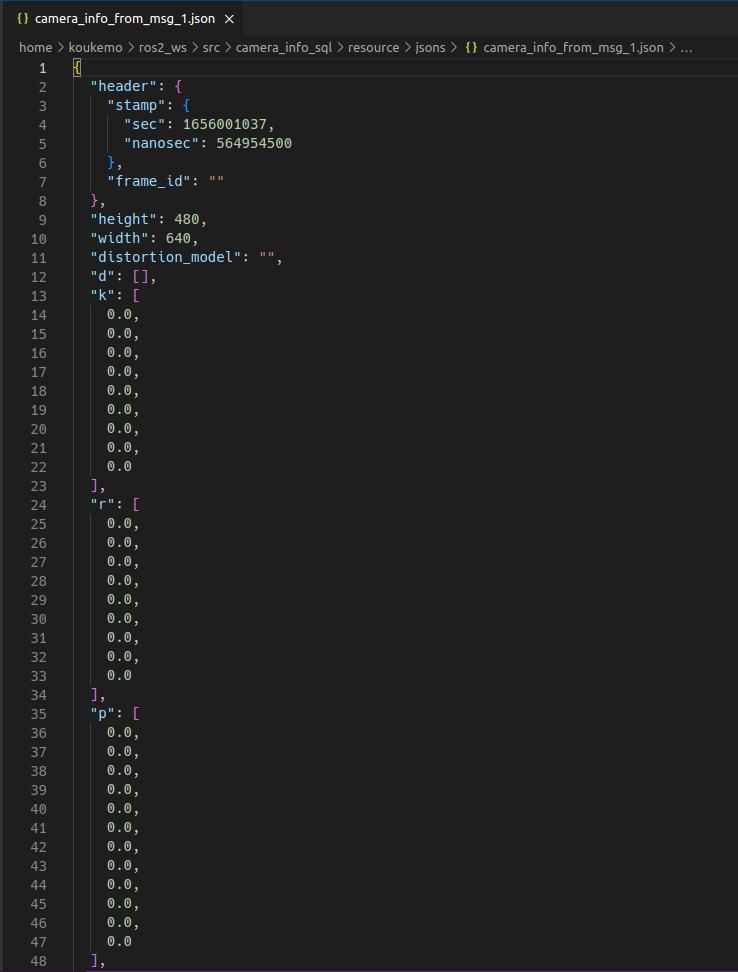 {} camera_info_from_msg_1.json ×
home > koukemo > ros2_ws > src > camera_info_sql > resource > jsons > {} camera_info_from_msg_1.json > ...
1 {
2   "header": {
3     "stamp": {
4       "sec": 1656001037,
5       "nanosec": 564954500
6     },
7     "frame_id": ""
8   },
9   "height": 480,
10   "width": 640,
11   "distortion_model": "",
12   "d": [],
13   "k": [
14     0.0,
15     0.0,
16     0.0,
17     0.0,
18     0.0,
19     0.0,
20     0.0,
21     0.0,
22     0.0
23   ],
24   "r": [
25     0.0,
26     0.0,
27     0.0,
28     0.0,
29     0.0,
30     0.0,
31     0.0,
32     0.0,
33     0.0
34   ],
35   "p": [
36     0.0,
37     0.0,
38     0.0,
39     0.0,
40     0.0,
41     0.0,
42     0.0,
43     0.0,
44     0.0,
45     0.0,
46     0.0,
47     0.0
48   ],